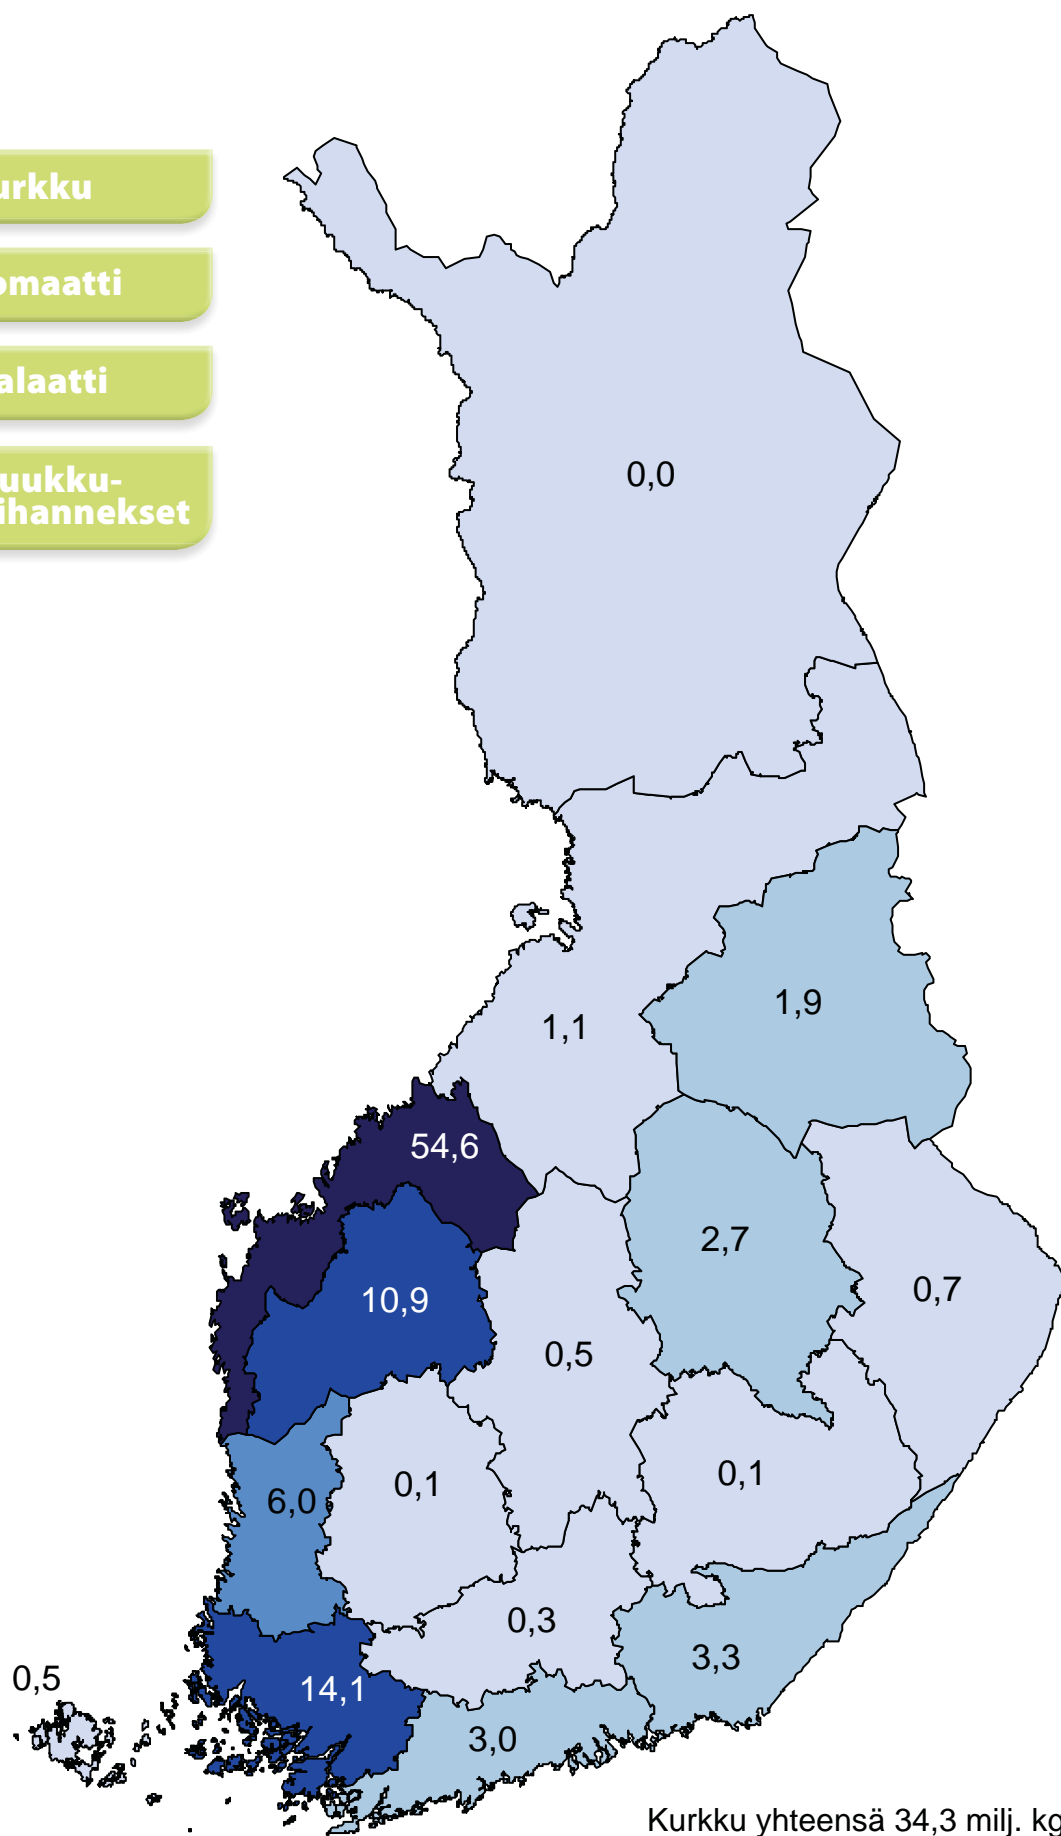 urkku
omaatti
alaatti
uukku-
ihannekset
0,0
1,9
1,1
54,6
2,7
0,7
10,9
0,5
0,1
0,1
6,0
0,3
3,3
0,5
14,1
3,0
Kurkku yhteensä 34,3 milj. kg